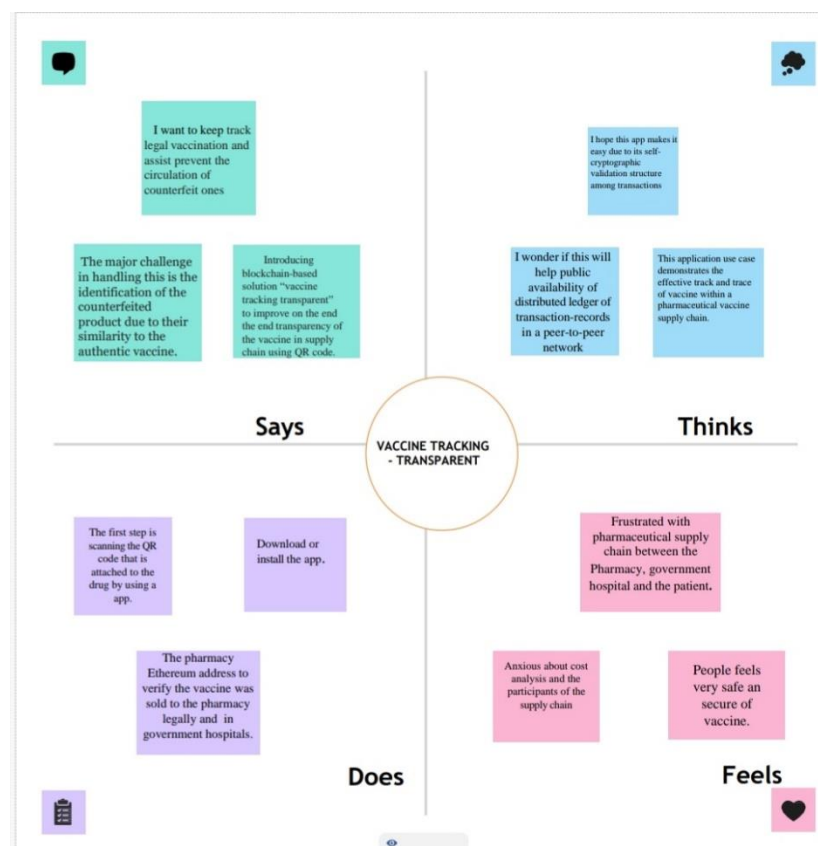 I want to keep track
legal vaccination and
assist prevent the
circulation of
counterfeit ones
The major challenge
in handling this is the
identification of the
counterfeited
product due to their
similarity to the
authentic vaccine.
Introducing
blockchain-based
solution “vaccine
tracking transparent”
to improve on the end
the end transparency of
the vaccine in supply
chain using QR code.
Says
I hope this app makes it
easy due to its self-
cryptographic
validation structure
among transactions
I wonder if this will
help public
availability of
distributed ledger of
transaction-records
in a peer-to-peer
network
This application use case
demonstrates the
effective track and trace
of vaccine within a
pharmaceutical vaccine
supply chain.
Thinks
VACCINE TRACKING
- TRANSPARENT
The first step is
scanning the QR
code that is
attached to the
drug by using a
app.
Download or
install the app.
The pharmacy
Ethereum address to
verify the vaccine was
sold to the pharmacy
legally and in
government hospitals.
Does
Frustrated with
pharmaceutical supply
chain between the
Pharmacy, government
hospital and the patient.
Anxious about cost
analysis and the
participants of the
supply chain
People feels
very safe an
secure of
vaccine.
Feels